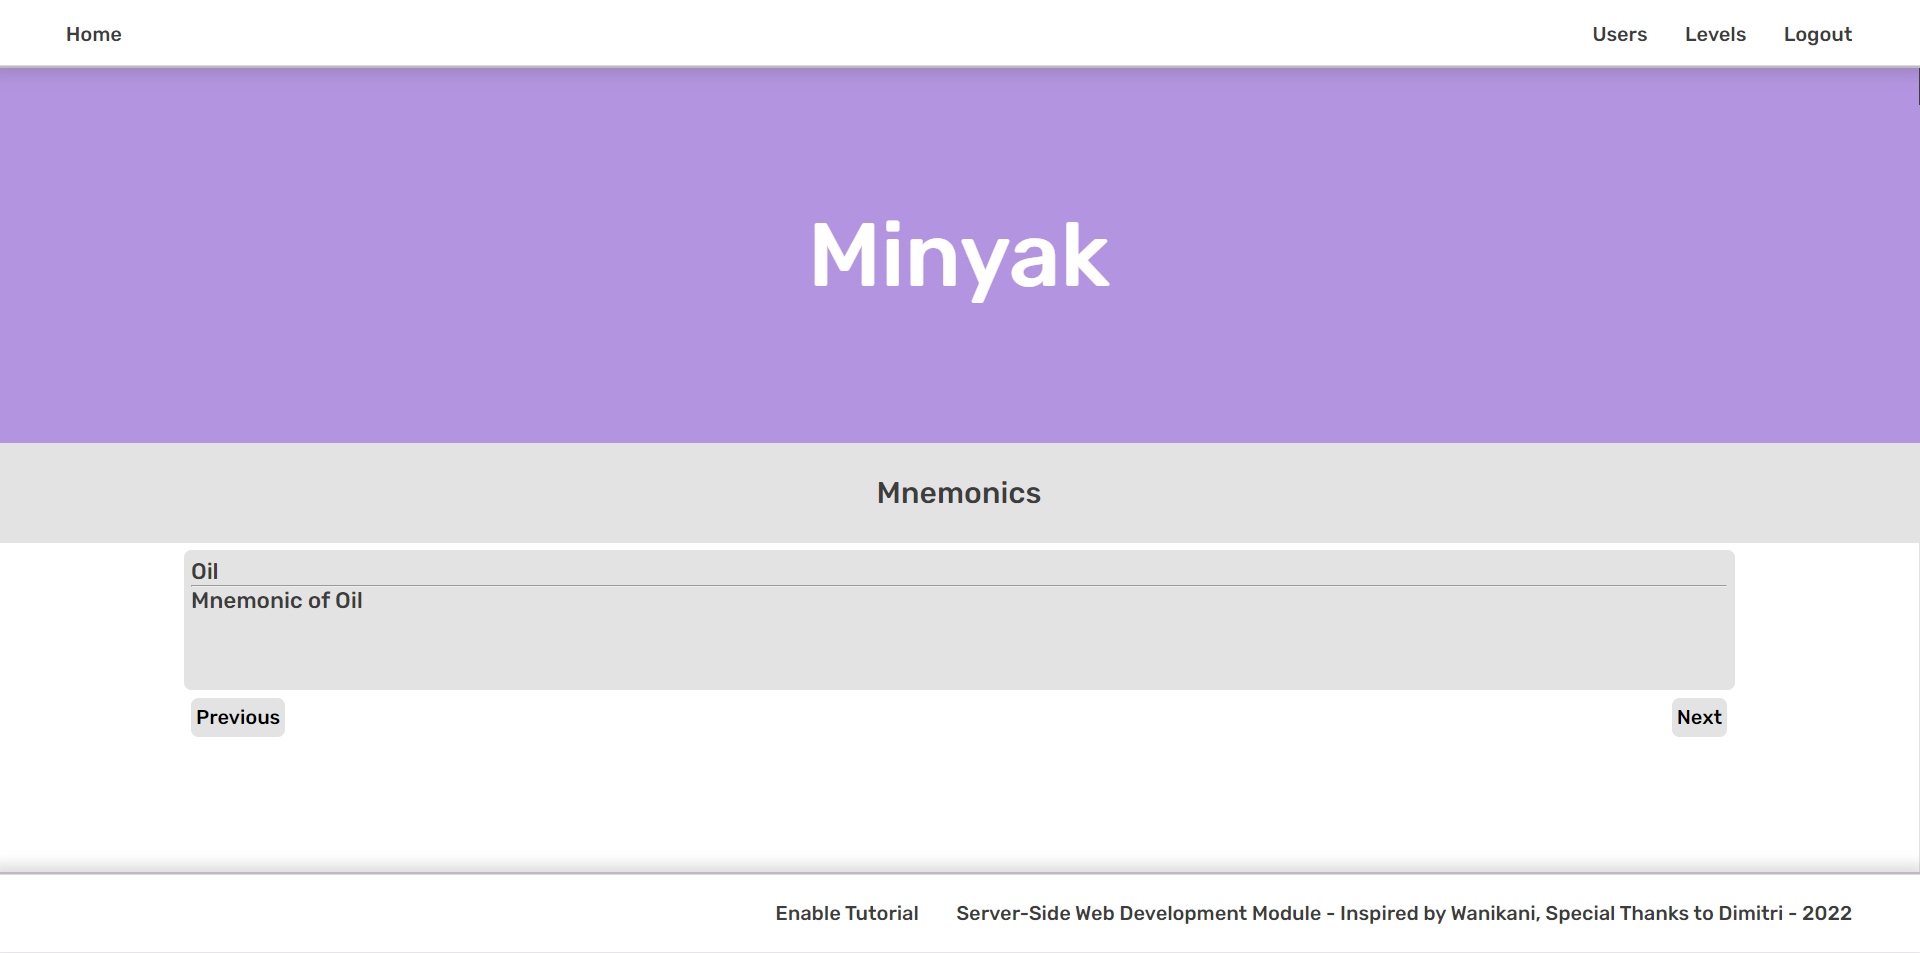 Home Users Levels Logout
Minyak
Mnemonics
Oil
Mnemonic of Oil
Previous Next
Enable Tutorial Server-Side Web Development Module - Inspired by Wanikani, Special Thanks to Dimitri - 2022